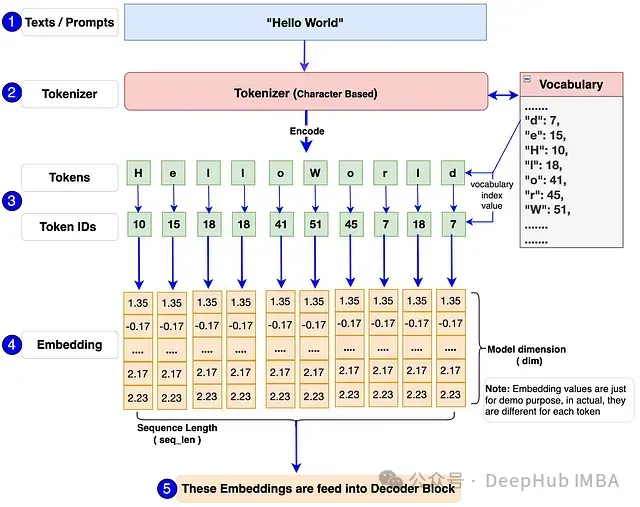 1 Texts / Prompts
"Hello World"
2 Tokenizer
Tokenizer (Character Based)
Vocabulary
.......
"d": 7,
"e": 15,
"H": 10,
"l": 18,
"o": 41,
"r": 45,
"W": 51,
.......
.......
Encode
3
Tokens
H e l l o W o r l d
vocabulary
index
value
Token IDs
10 15 18 18 41 51 45 7 18 7
4 Embedding
1.35 1.35 1.35 1.35 1.35 1.35 1.35 1.35 1.35 1.35
-0.17 -0.17 -0.17 -0.17 -0.17 -0.17 -0.17 -0.17 -0.17 -0.17
.... .... .... .... .... .... .... .... .... ....
2.17 2.17 2.17 2.17 2.17 2.17 2.17 2.17 2.17 2.17
2.23 2.23 2.23 2.23 2.23 2.23 2.23 2.23 2.23 2.23
Model dimension
( dim)
Note: Embedding values are just
for demo purpose, in actual, they
are different for each token
Sequence Length
( seq_len )
5 These Embeddings are feed into Decoder Block
公众号 · DeepHub IMBA